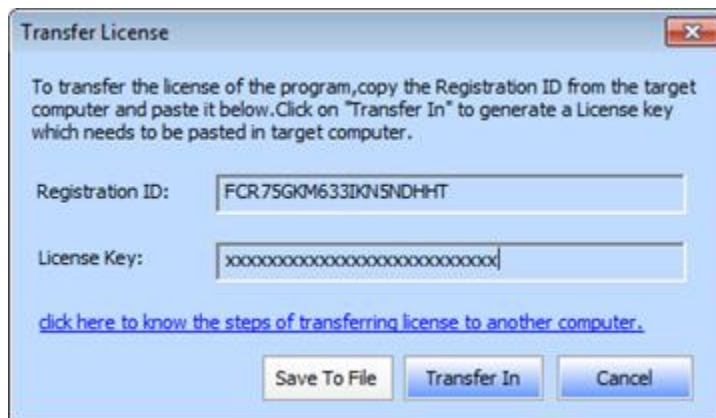 Transfer License
To transfer the license of the program,copy the Registration ID from the target
computer and paste it below.Click on "Transfer In" to generate a License key
which needs to be pasted in target computer.
Registration ID: FCR75GKM633IKN5NDHHT
License Key: xxxxxxxxxxxxxxxxxxxxxxxxxxx
click here to know the steps of transferring license to another computer.
Save To File Transfer In Cancel